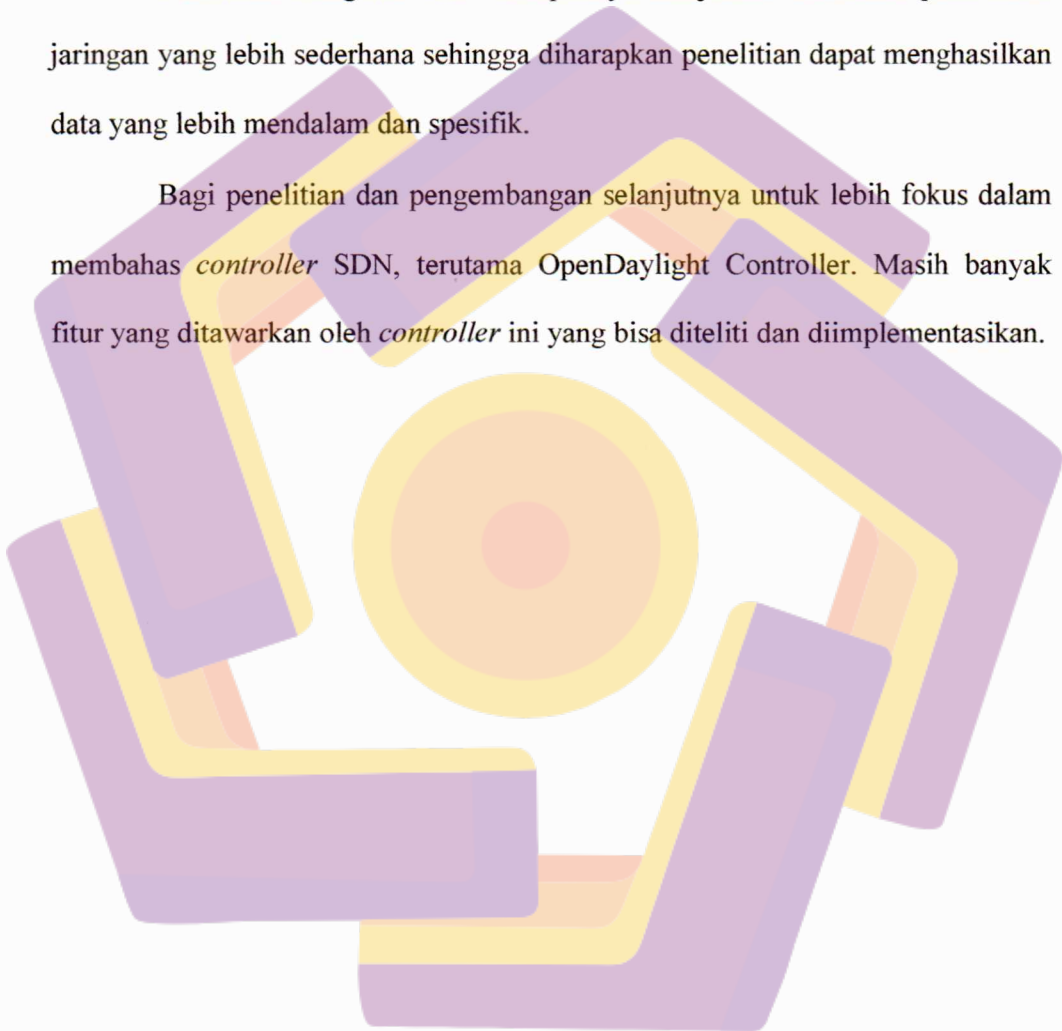 jaringan yang lebih sederhana sehingga diharapkan penelitian dapat menghasilkan
data yang lebih mendalam dan spesifik.
Bagi penelitian dan pengembangan selanjutnya untuk lebih fokus dalam
membahas controller SDN, terutama OpenDaylight Controller. Masih banyak
fitur yang ditawarkan oleh controller ini yang bisa diteliti dan diimplementasikan.